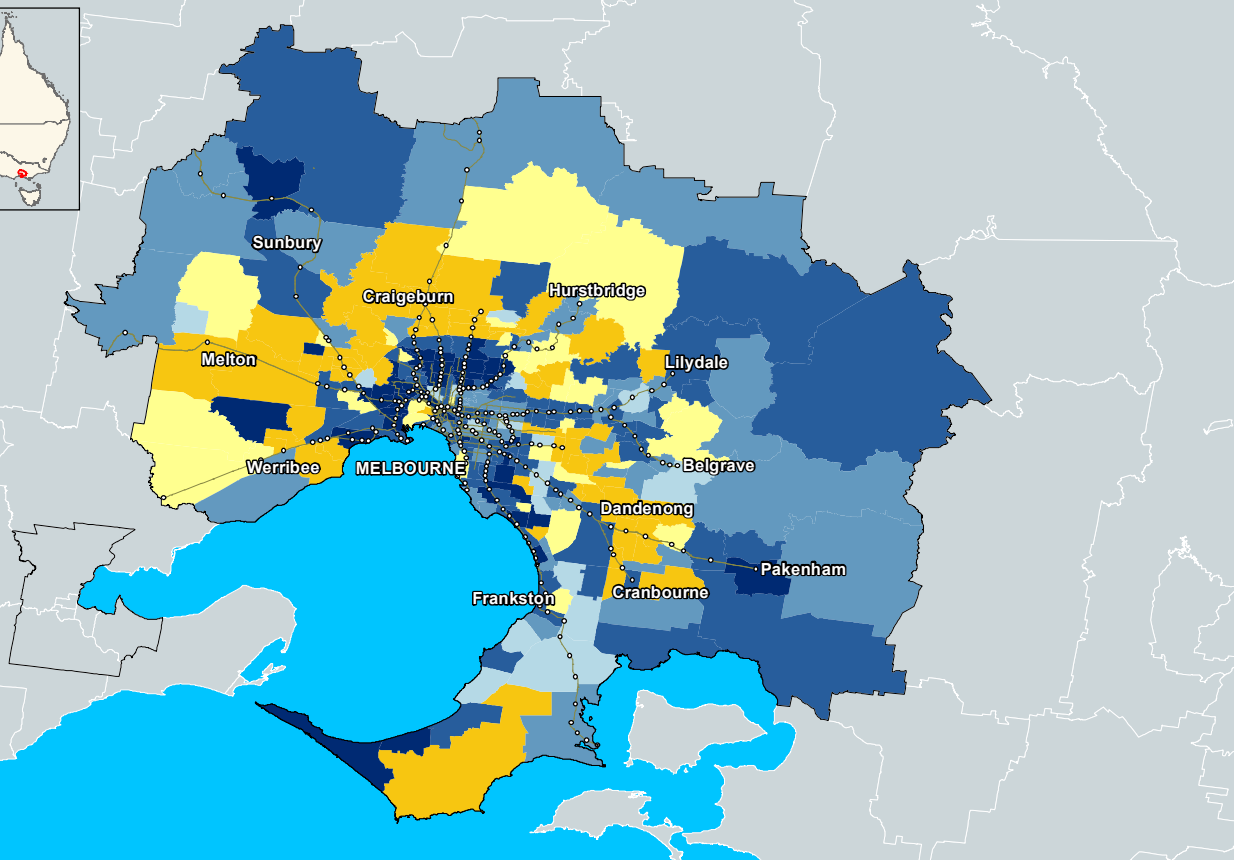 Sunbury
Craigeburn
Hurstbridge
Melton
Lilydale
Werribee
MELBOURNE
Belgrave
Dandenong
Pakenham
Frankston
Cranbourne